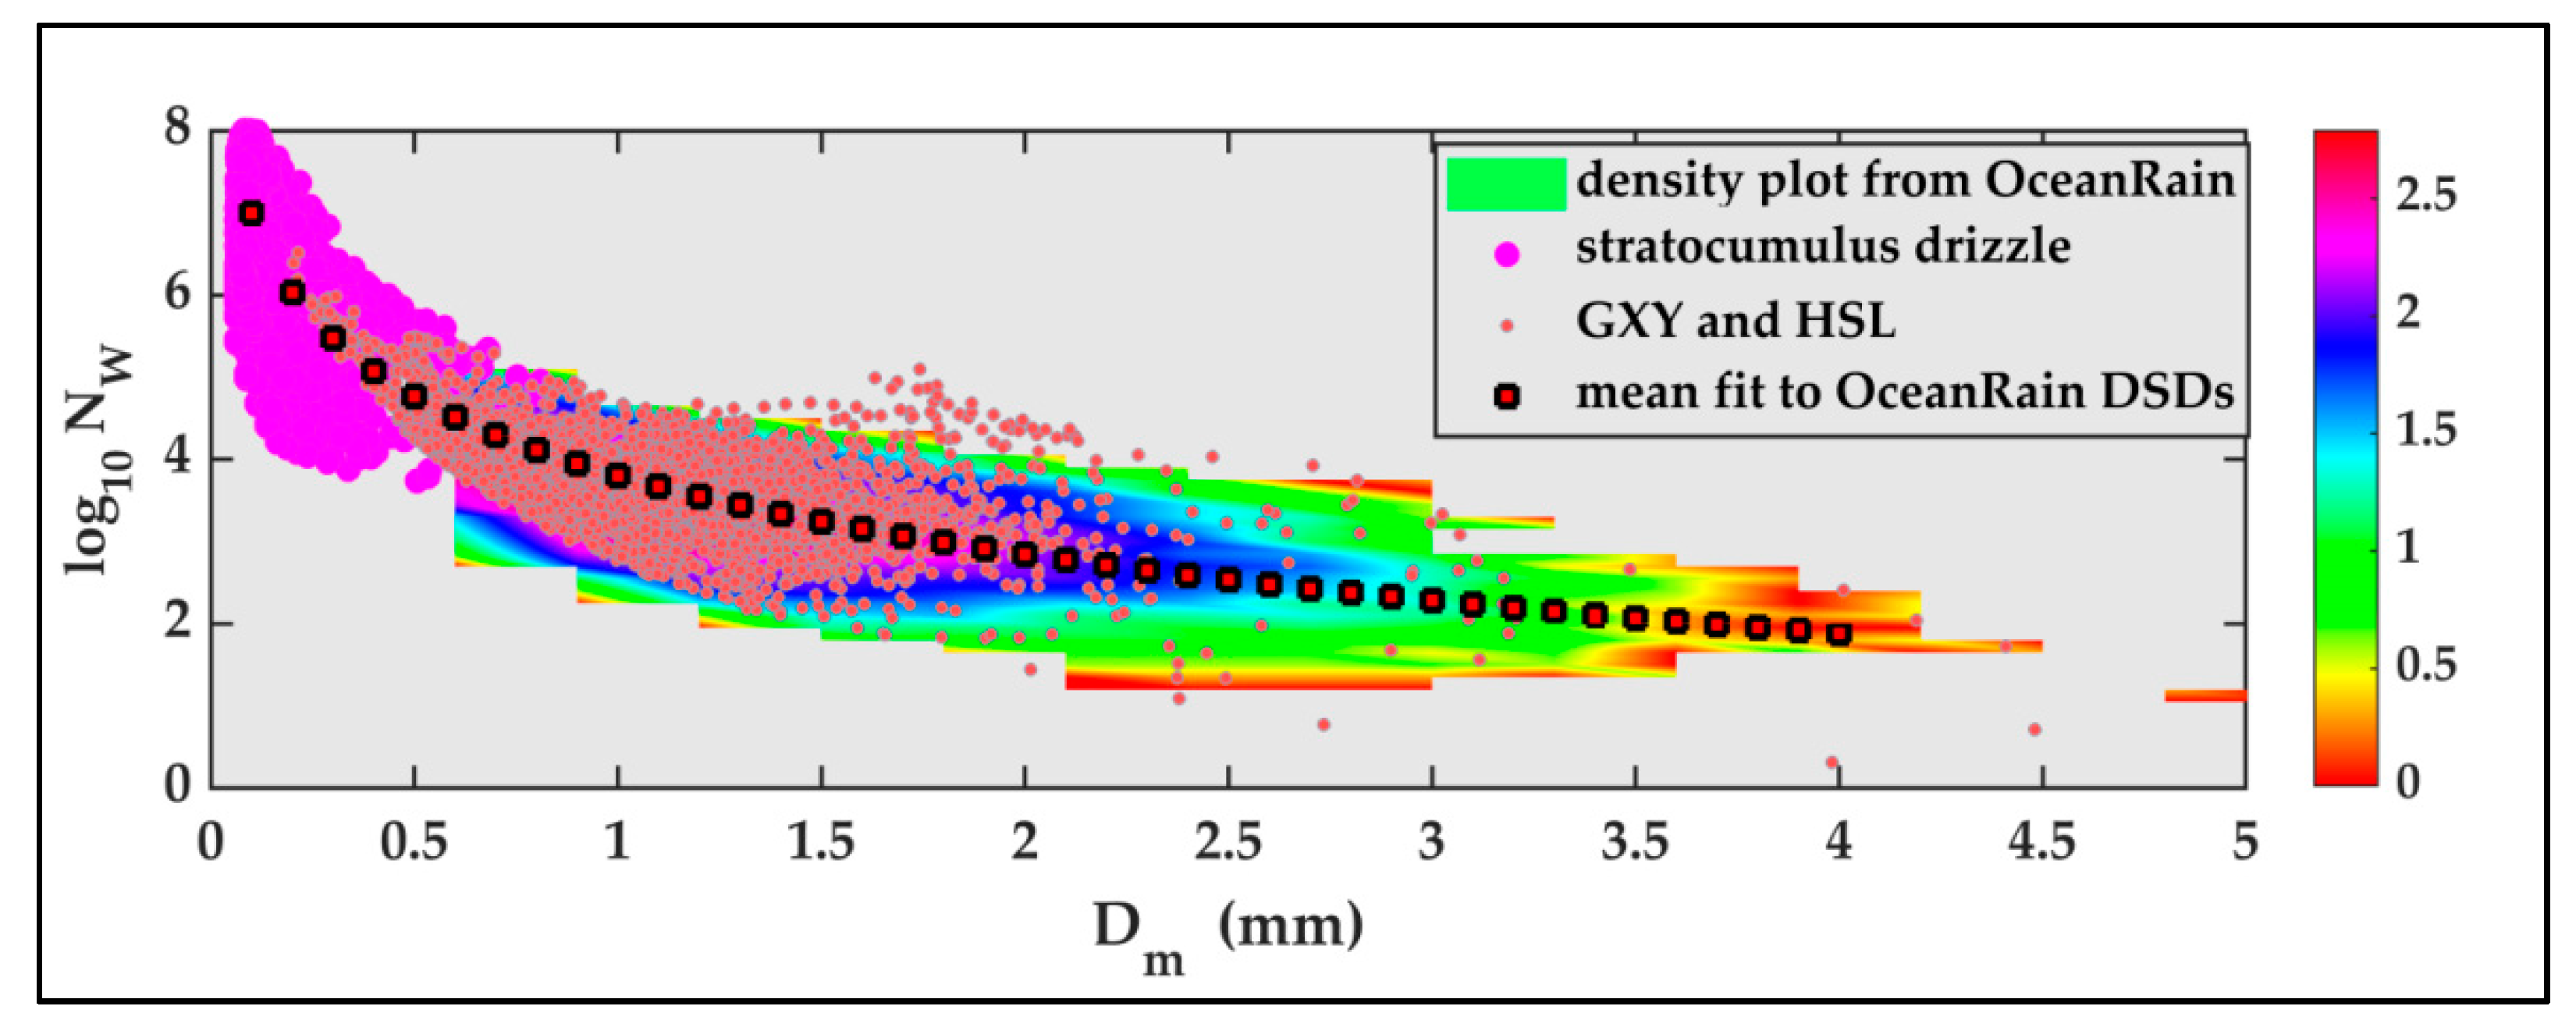 8
6
4
2
0
log10 NW
0 0.5 1 1.5 2 2.5 3 3.5 4 4.5 5
Dm (mm)
density plot from OceanRain
stratocumulus drizzle
GXY and HSL
mean fit to OceanRain DSDs
2.5
2
1.5
1
0.5
0